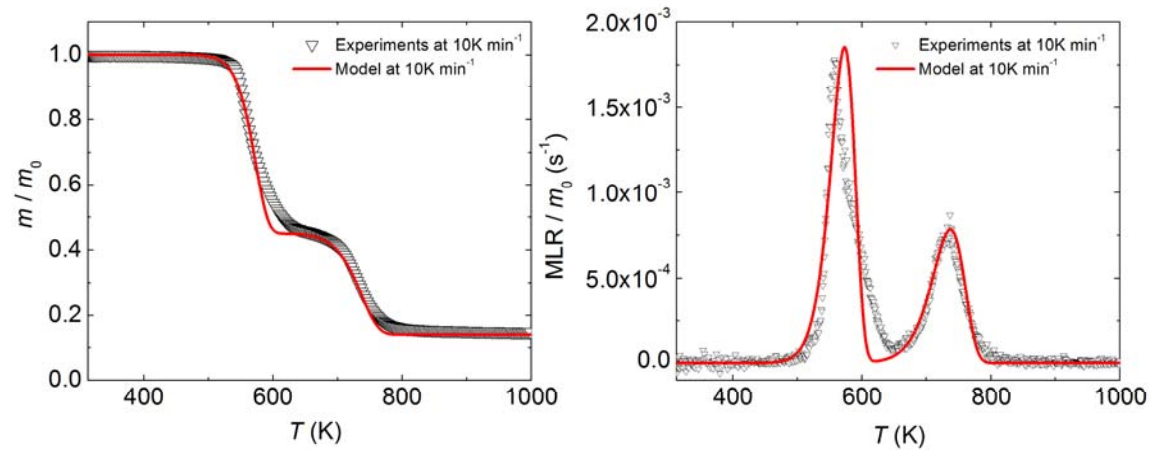 1.0
0.8
0.6
0.4
0.2
0.0
m / m₀
400
600
800
1000
T (K)
Experiments at 10K min⁻¹
Model at 10K min⁻¹
2.0x10⁻³
1.5x10⁻³
1.0x10⁻³
5.0x10⁻⁴
0.0
MLR / m₀ (s⁻¹)
400
600
800
1000
T (K)
Experiments at 10K min⁻¹
Model at 10K min⁻¹